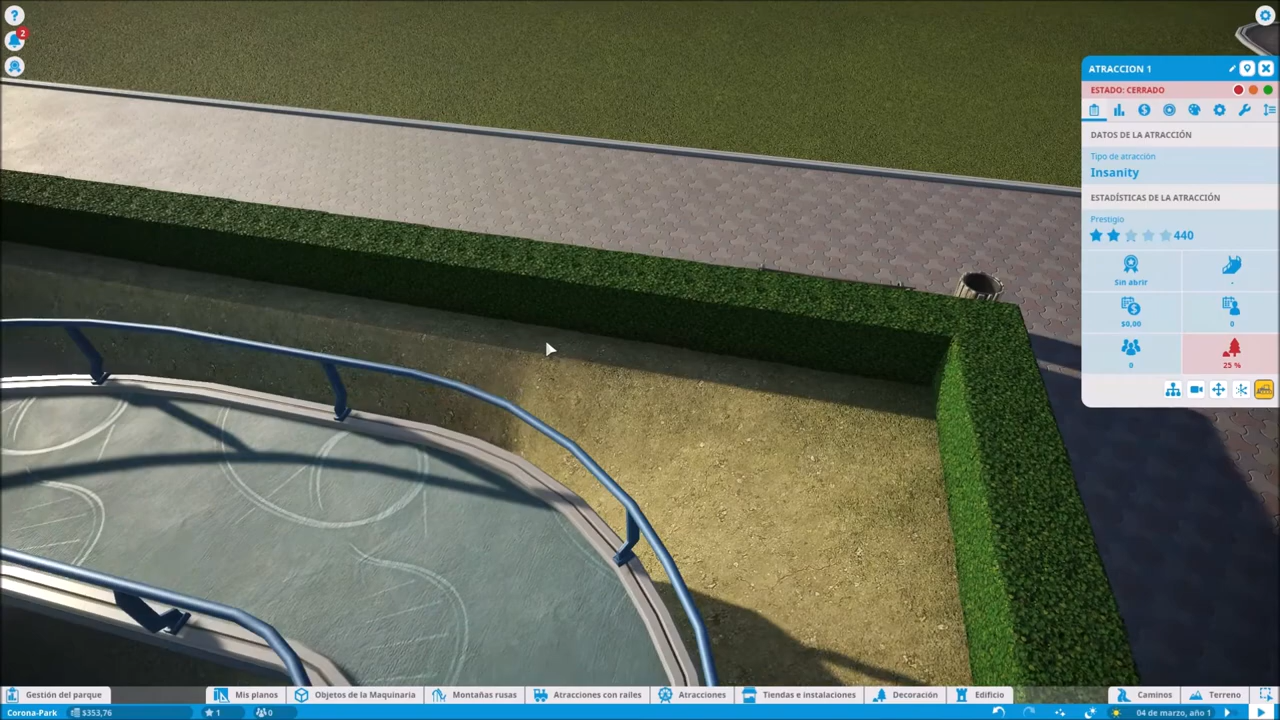 ?
2
ATRACCION 1
ESTADO: CERRADO
DATOS DE LA ATRACCIÓN
Tipo de atracción
Insanity
ESTADÍSTICAS DE LA ATRACCIÓN
Prestigio
440
Sin abrir
-
$0,00
0
0
25 %
Gestión del parque
Mis planos
Objetos de la Maquinaria
Montañas rusas
Atracciones con raíles
Atracciones
Tiendas e instalaciones
Decoración
Edificio
Caminos
Terreno
Corona-Park
$353,76
1
0
04 de marzo, año 1